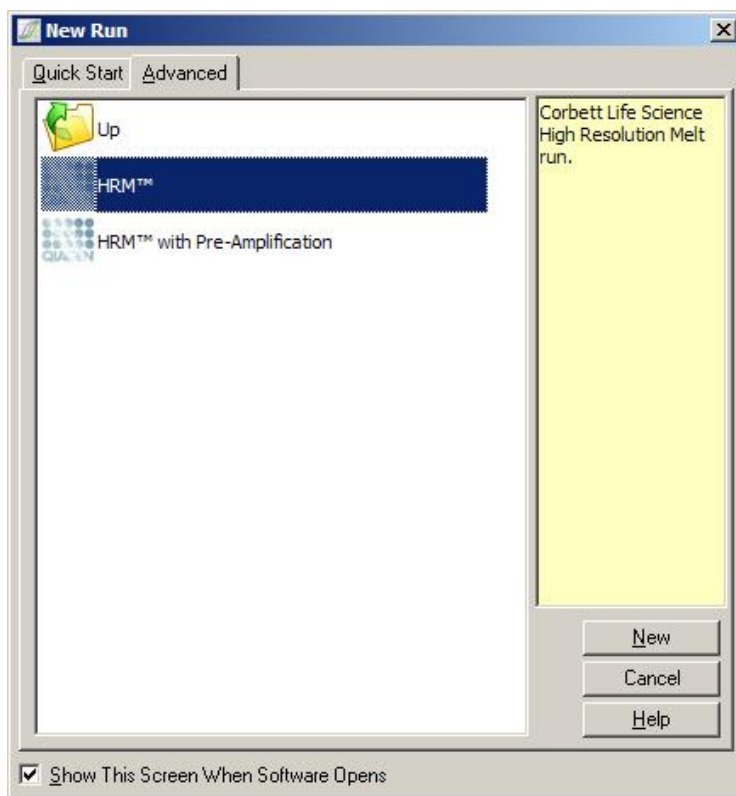 New Run
Quick Start
Advanced
Up
HRM™
HRM™ with Pre-Amplification
QIAGEN
Corbett Life Science
High Resolution Melt
run.
New
Cancel
Help
Show This Screen When Software Opens